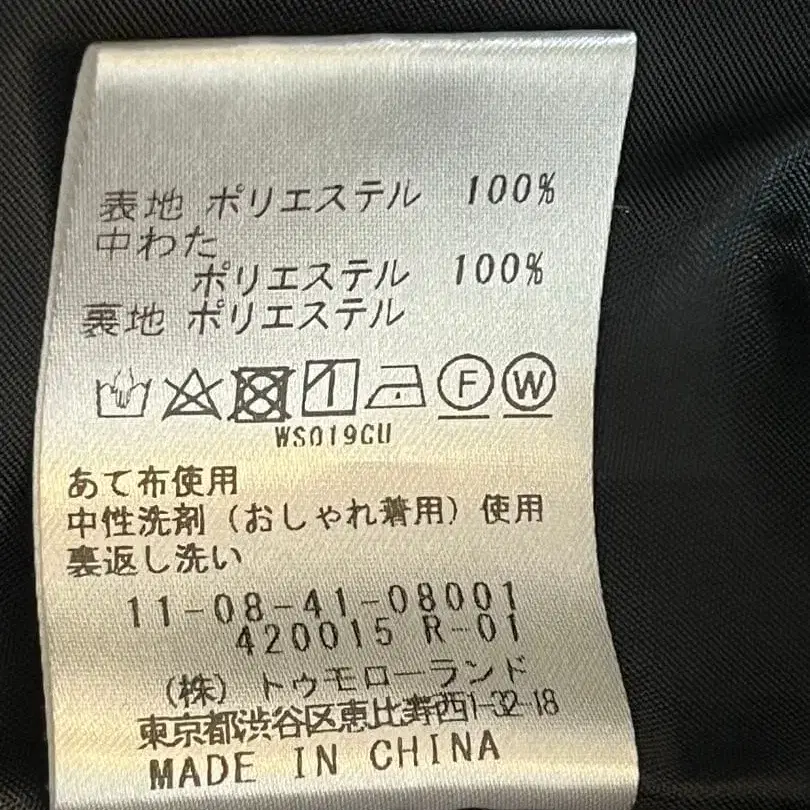 表地 ポリエステル 100%
中わた
ポリエステル 100%
裏地 ポリエステル
F W
WS019GU
あて布使用
中性洗剤（おしゃれ着用）使用
裏返し洗い
11-08-41-08001
420015 R-01
（株）トゥモローランド
東京都渋谷区恵比寿西1-32-18
MADE IN CHINA